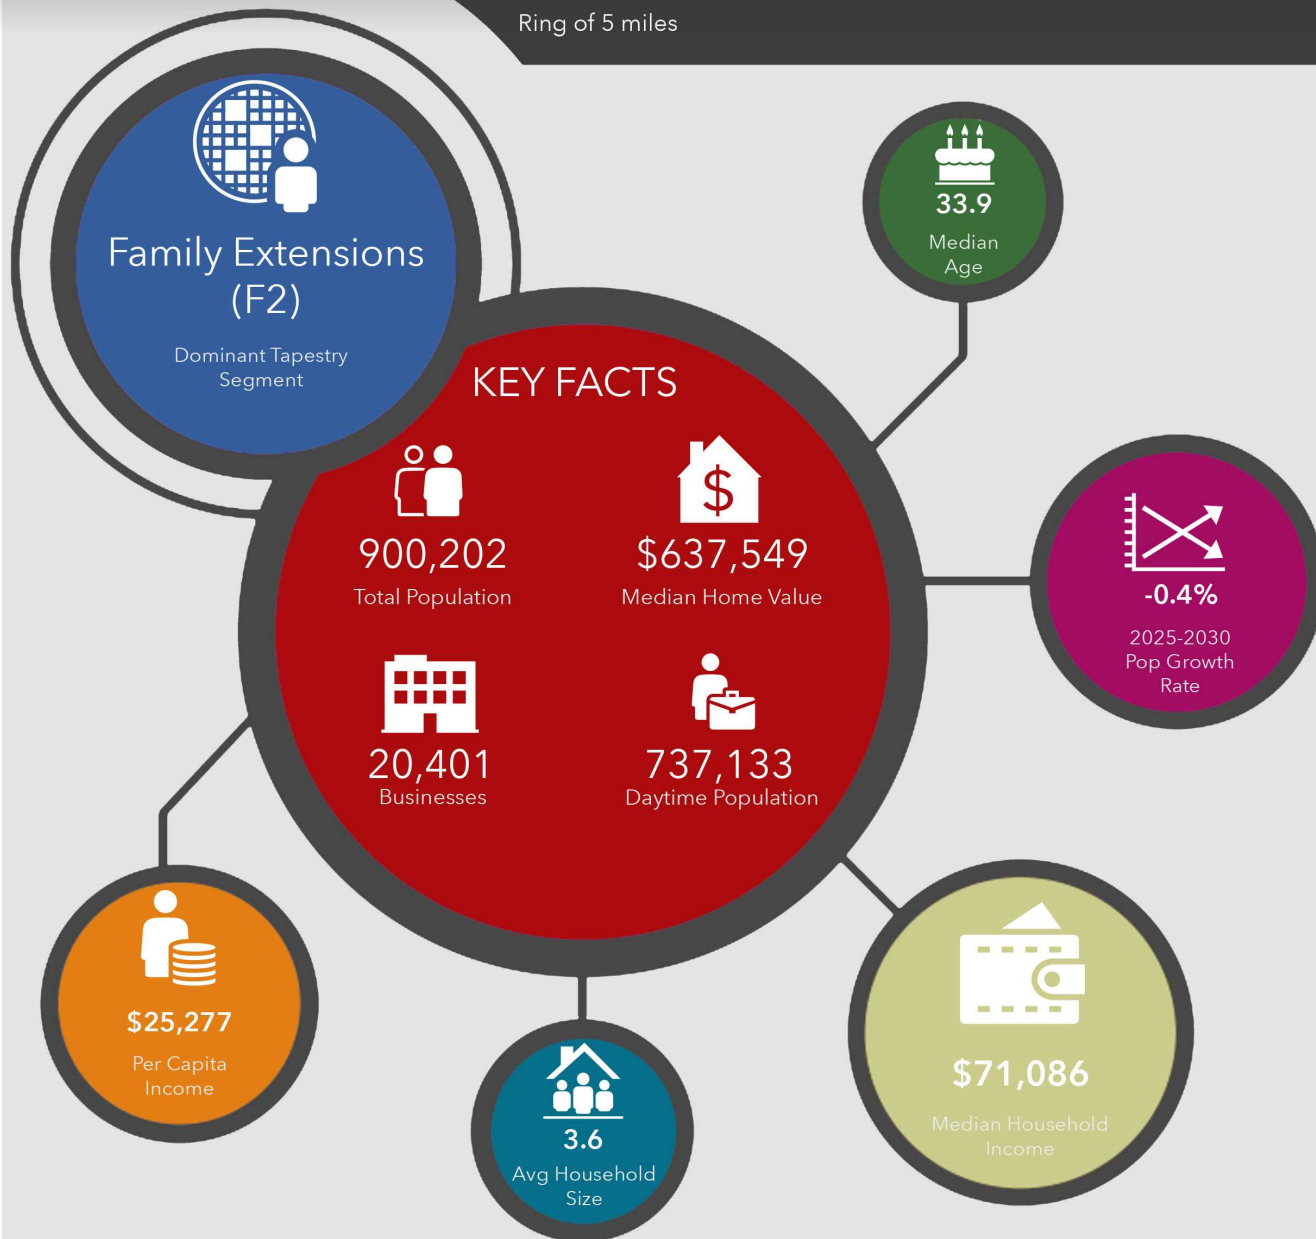 Ring of 5 miles
Family Extensions
(F2)
Dominant Tapestry
Segment
33.9
Median
Age
KEY FACTS
900,202
Total Population
$637,549
Median Home Value
20,401
Businesses
737,133
Daytime Population
-0.4%
2025-2030
Pop Growth
Rate
$25,277
Per Capita
Income
3.6
Avg Household
Size
$71,086
Median Household
Income